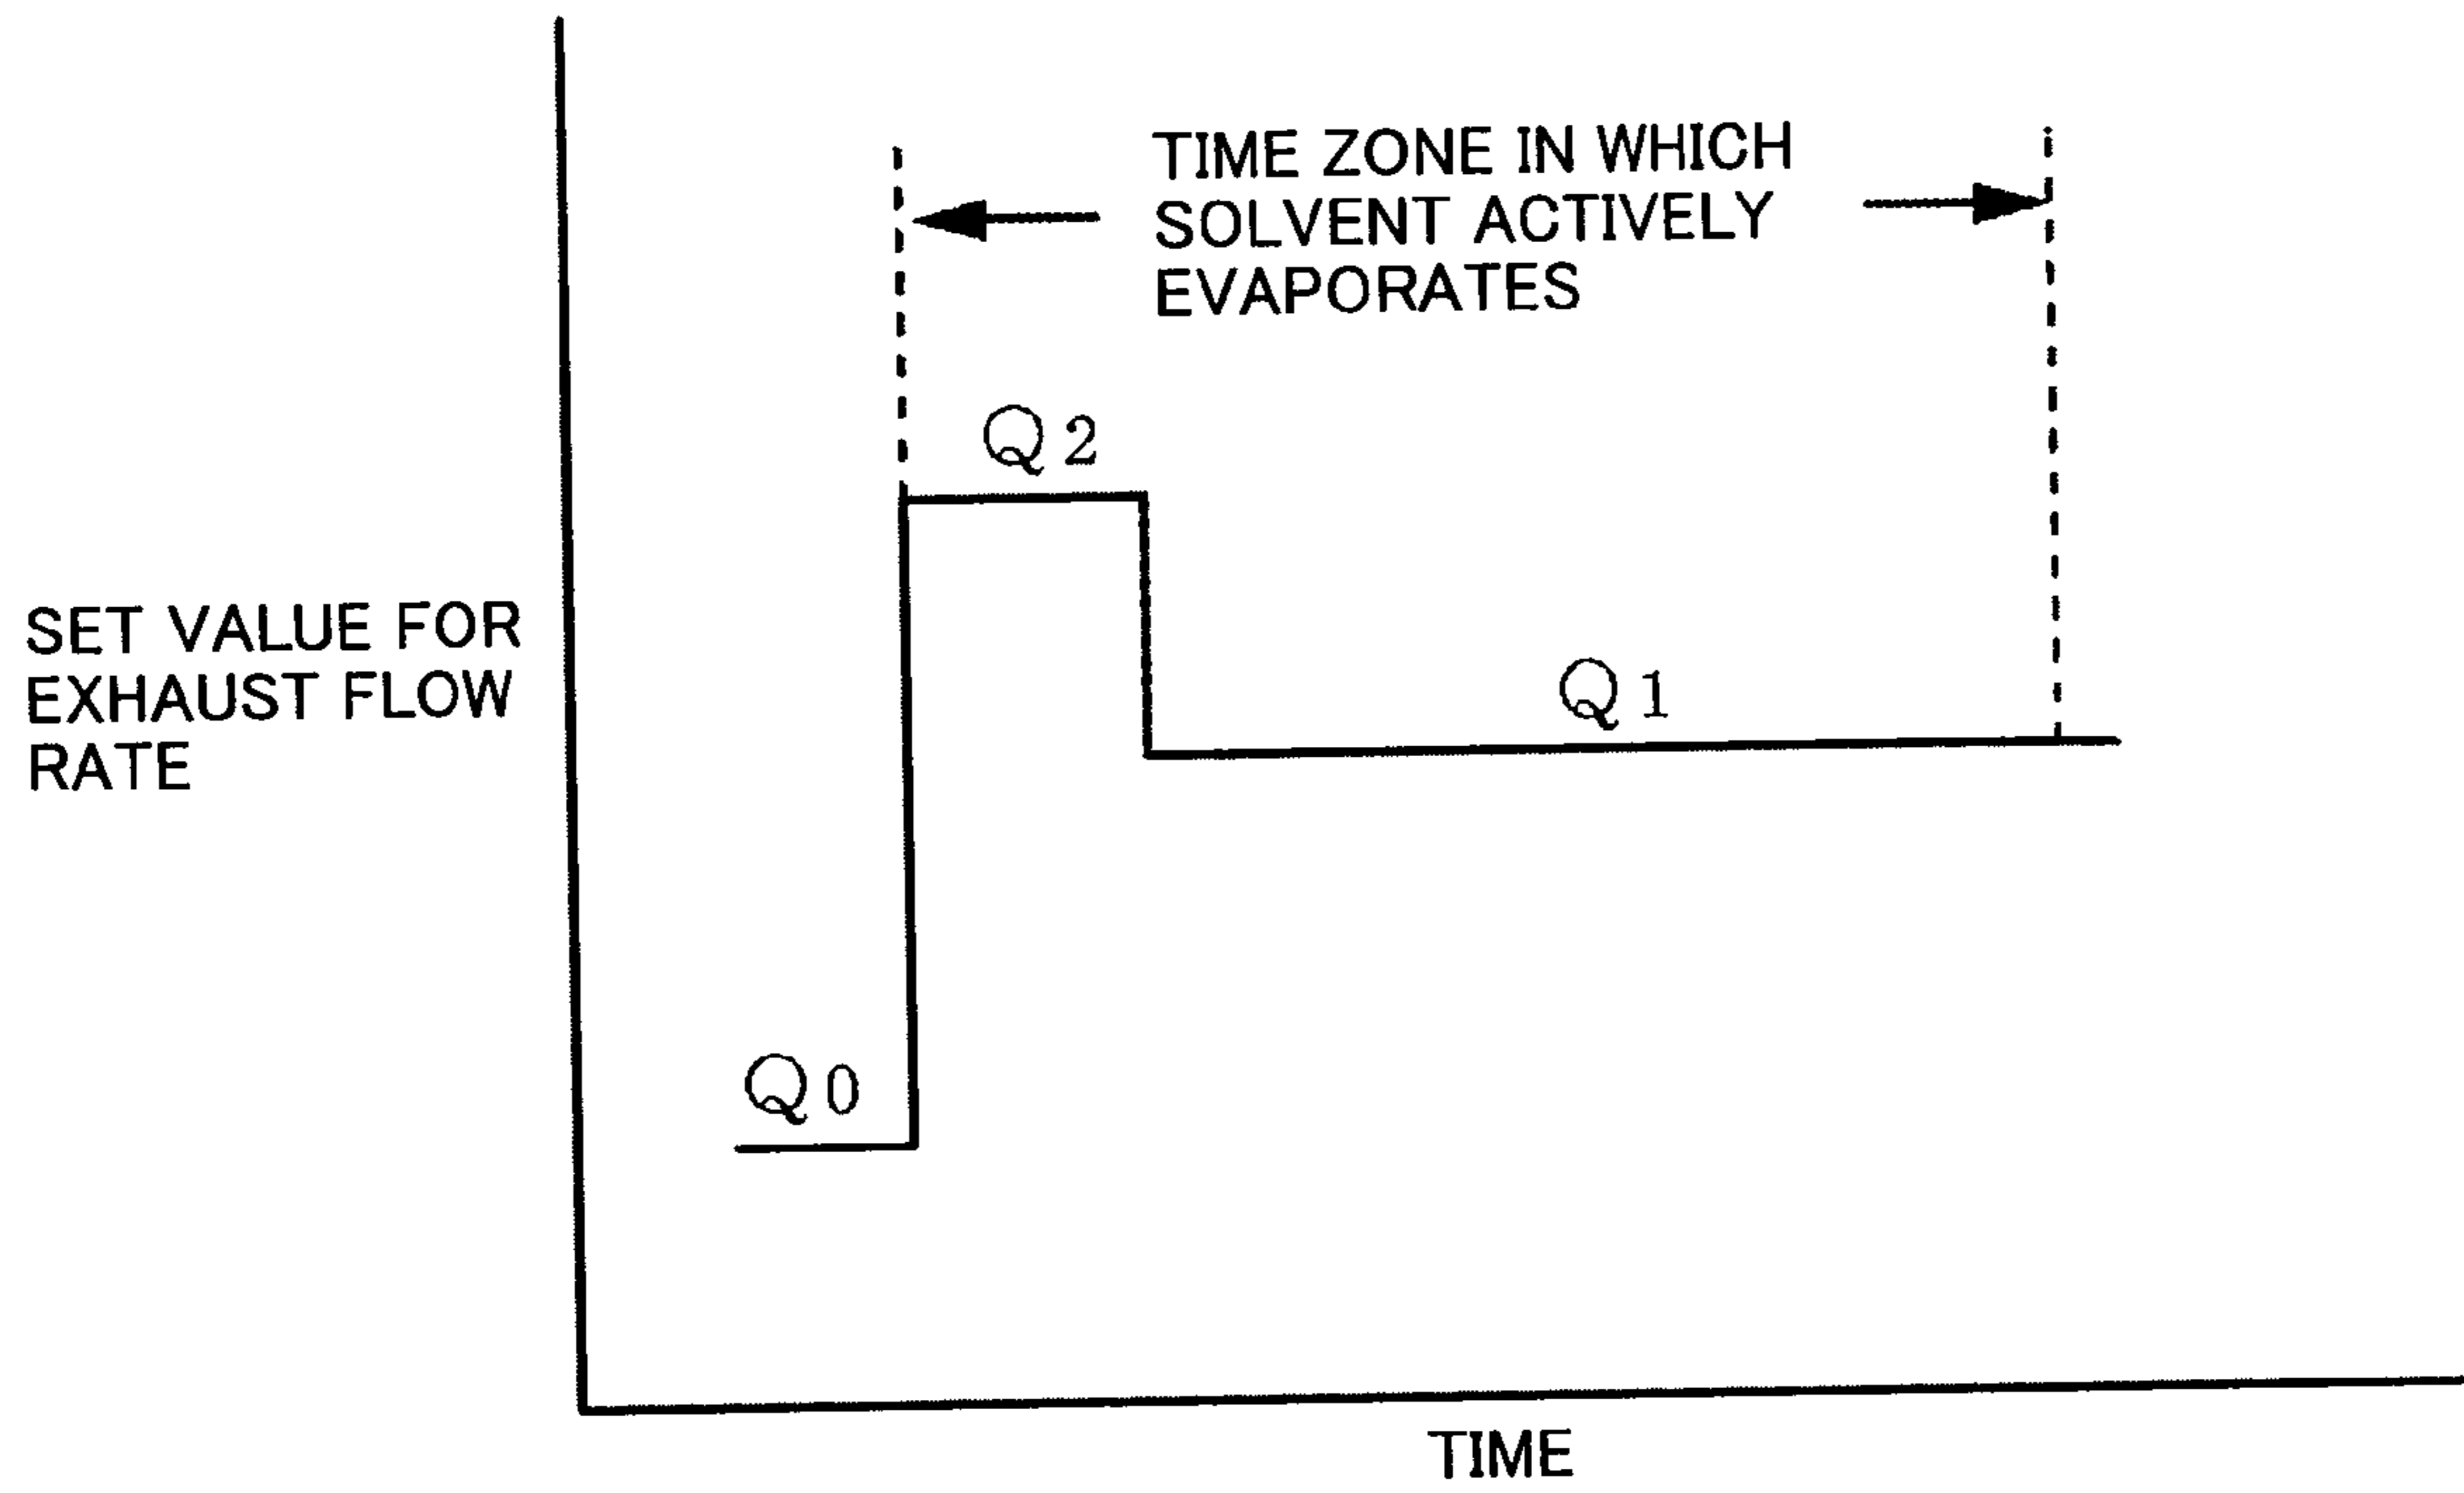 TIME ZONE IN WHICH
SOLVENT ACTIVELY
EVAPORATES
Q2
SET VALUE FOR
EXHAUST FLOW
RATE
Q1
Q0
TIME